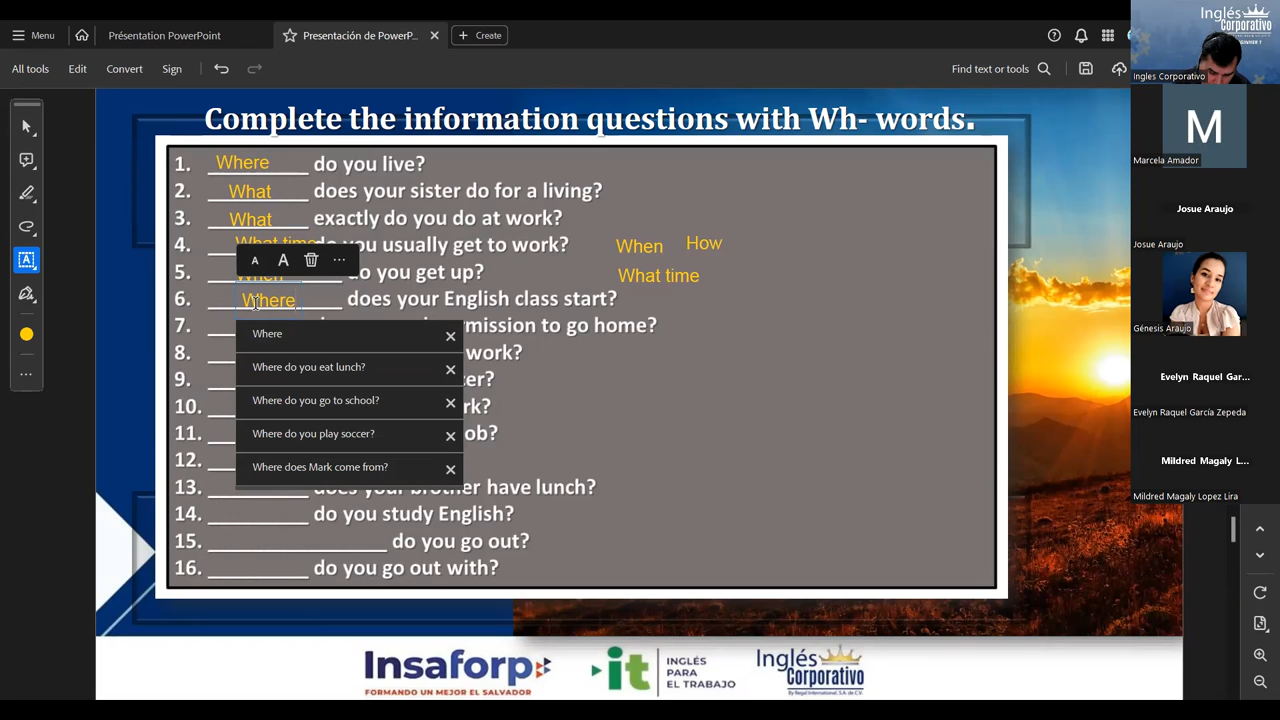 Menu
Présentation PowerPoint
Presentación de PowerP...
Create
All tools
Edit
Convert
Sign
Find text or tools
Complete the information questions with Wh- words.
1. Where do you live?
2. What does your sister do for a living?
3. What exactly do you do at work?
4. What time do you usually get to work? When How
5. When do you get up? What time
6. Where does your English class start?
7. mission to go home?
8. work?
9. cer?
10. rk?
11. ob?
12.
13. does your brother have lunch?
14. do you study English?
15. do you go out?
16. do you go out with?
A A ...
Where
Where do you eat lunch?
Where do you go to school?
Where do you play soccer?
Where does Mark come from?
Insaforp
FORMANDO UN MEJOR EL SALVADOR
it INGLÉS
PARA
EL TRABAJO
Inglés
Corporativo
By Regal International, S.A. de C.V.
Inglés
Corporativo
Ingles Corporativo
M
Marcela Amador
Josue Araujo
Josue Araujo
Génesis Araujo
Evelyn Raquel Gar...
Evelyn Raquel García Zepeda
Mildred Magaly L...
Mildred Magaly Lopez Lira